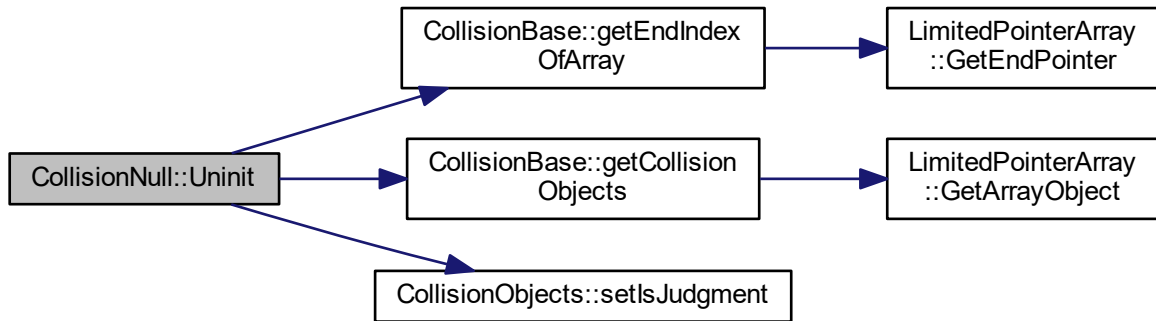 CollisionBase::getEndIndex
OfArray
LimitedPointerArray
::GetEndPointer
CollisionNull::Uninit
CollisionBase::getCollision
Objects
LimitedPointerArray
::GetArrayObject
CollisionObjects::setIsJudgment